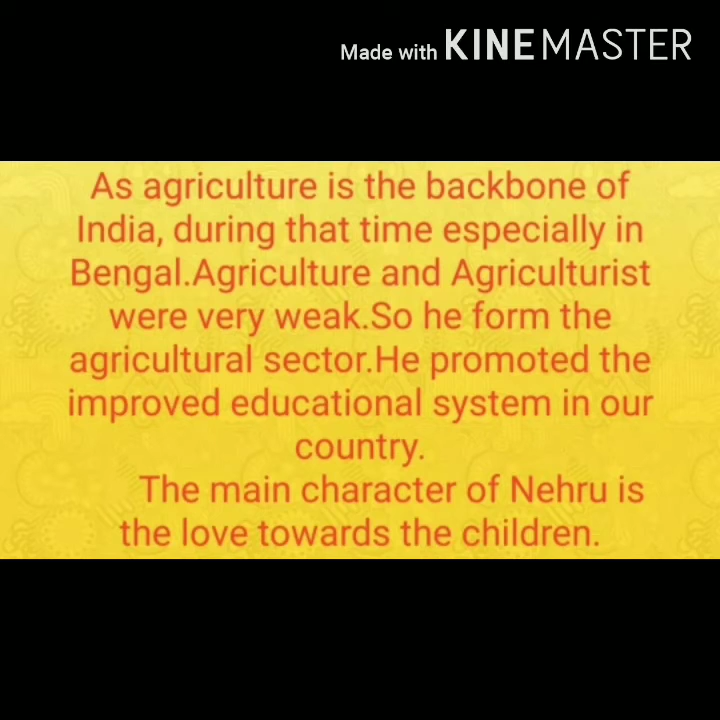 Made with KINEMASTER
As agriculture is the backbone of
India, during that time especially in
Bengal.Agriculture and Agriculturist
were very weak.So he form the
agricultural sector.He promoted the
improved educational system in our
country.
The main character of Nehru is
the love towards the children.